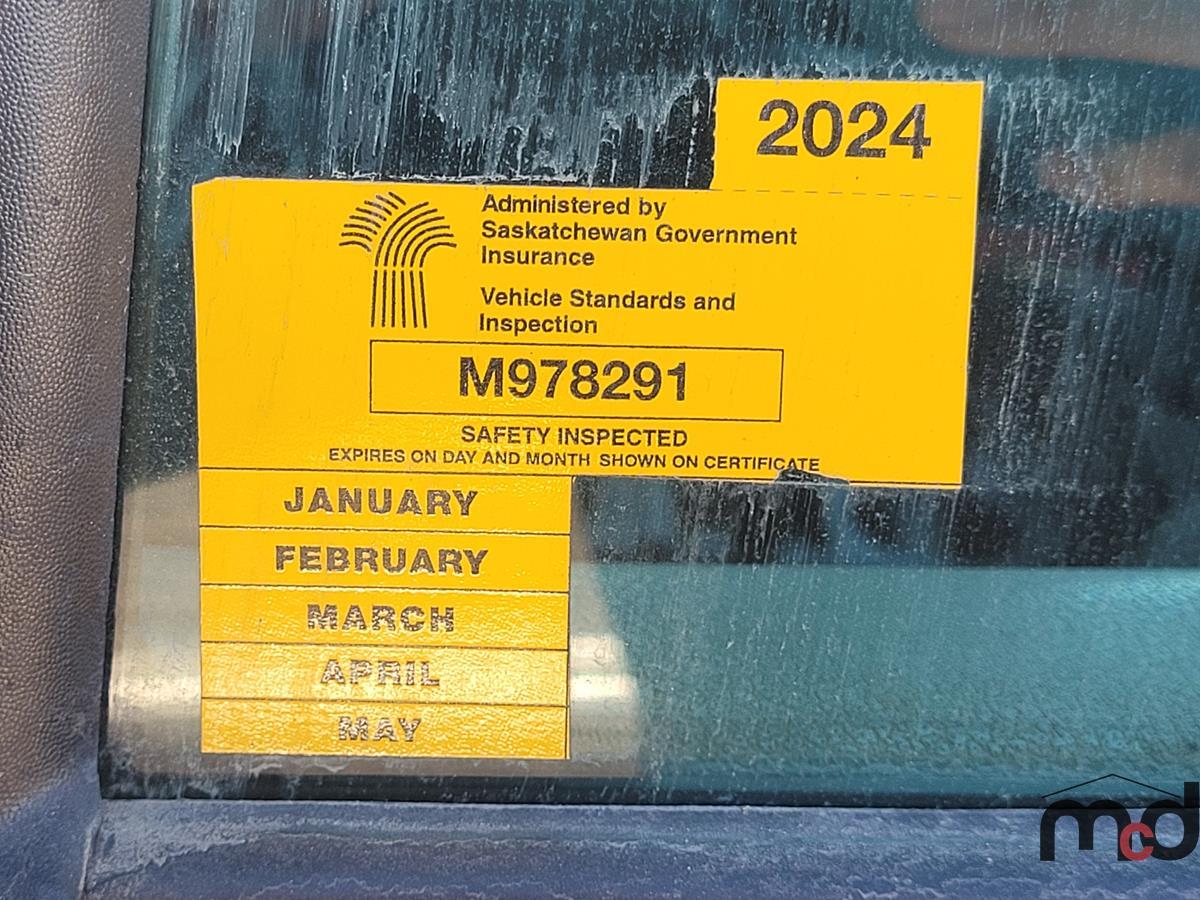 2024
Administered by
Saskatchewan Government
Insurance
Vehicle Standards and
Inspection
M978291
SAFETY INSPECTED
EXPIRES ON DAY AND MONTH SHOWN ON CERTIFICATE
JANUARY
FEBRUARY
MARCH
APRIL
MAY
mcd